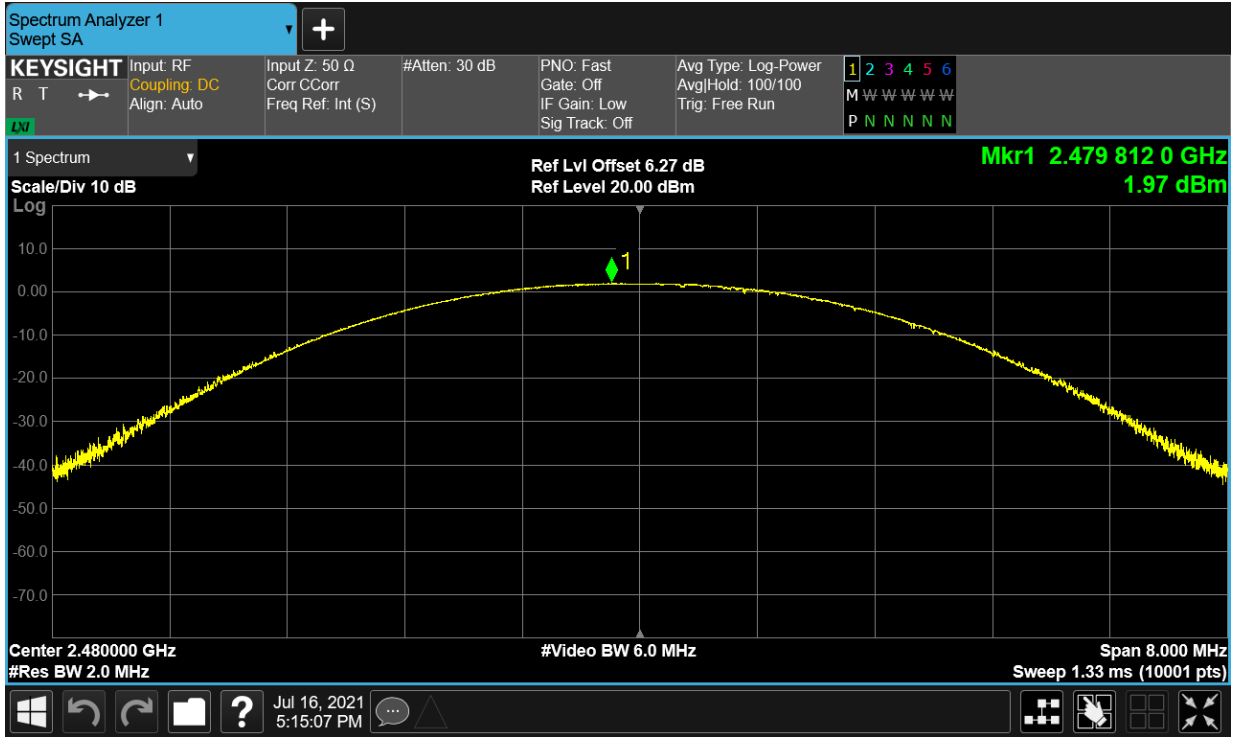 Spectrum Analyzer 1
Swept SA
KEYSIGHT
R T
LXI
Input: RF
Coupling: DC
Align: Auto
Input Z: 50 Ω
Corr CCorr
Freq Ref: Int (S)
#Atten: 30 dB
PNO: Fast
Gate: Off
IF Gain: Low
Sig Track: Off
Avg Type: Log-Power
Avg|Hold: 100/100
Trig: Free Run
1 2 3 4 5 6
M W W W W W
P N N N N N
1 Spectrum
Scale/Div 10 dB
Log
Ref Lvl Offset 6.27 dB
Ref Level 20.00 dBm
Mkr1 2.479 812 0 GHz
1.97 dBm
10.0
1
0.00
-10.0
-20.0
-30.0
-40.0
-50.0
-60.0
-70.0
Center 2.480000 GHz
#Res BW 2.0 MHz
#Video BW 6.0 MHz
Span 8.000 MHz
Sweep 1.33 ms (10001 pts)
?
Jul 16, 2021
5:15:07 PM